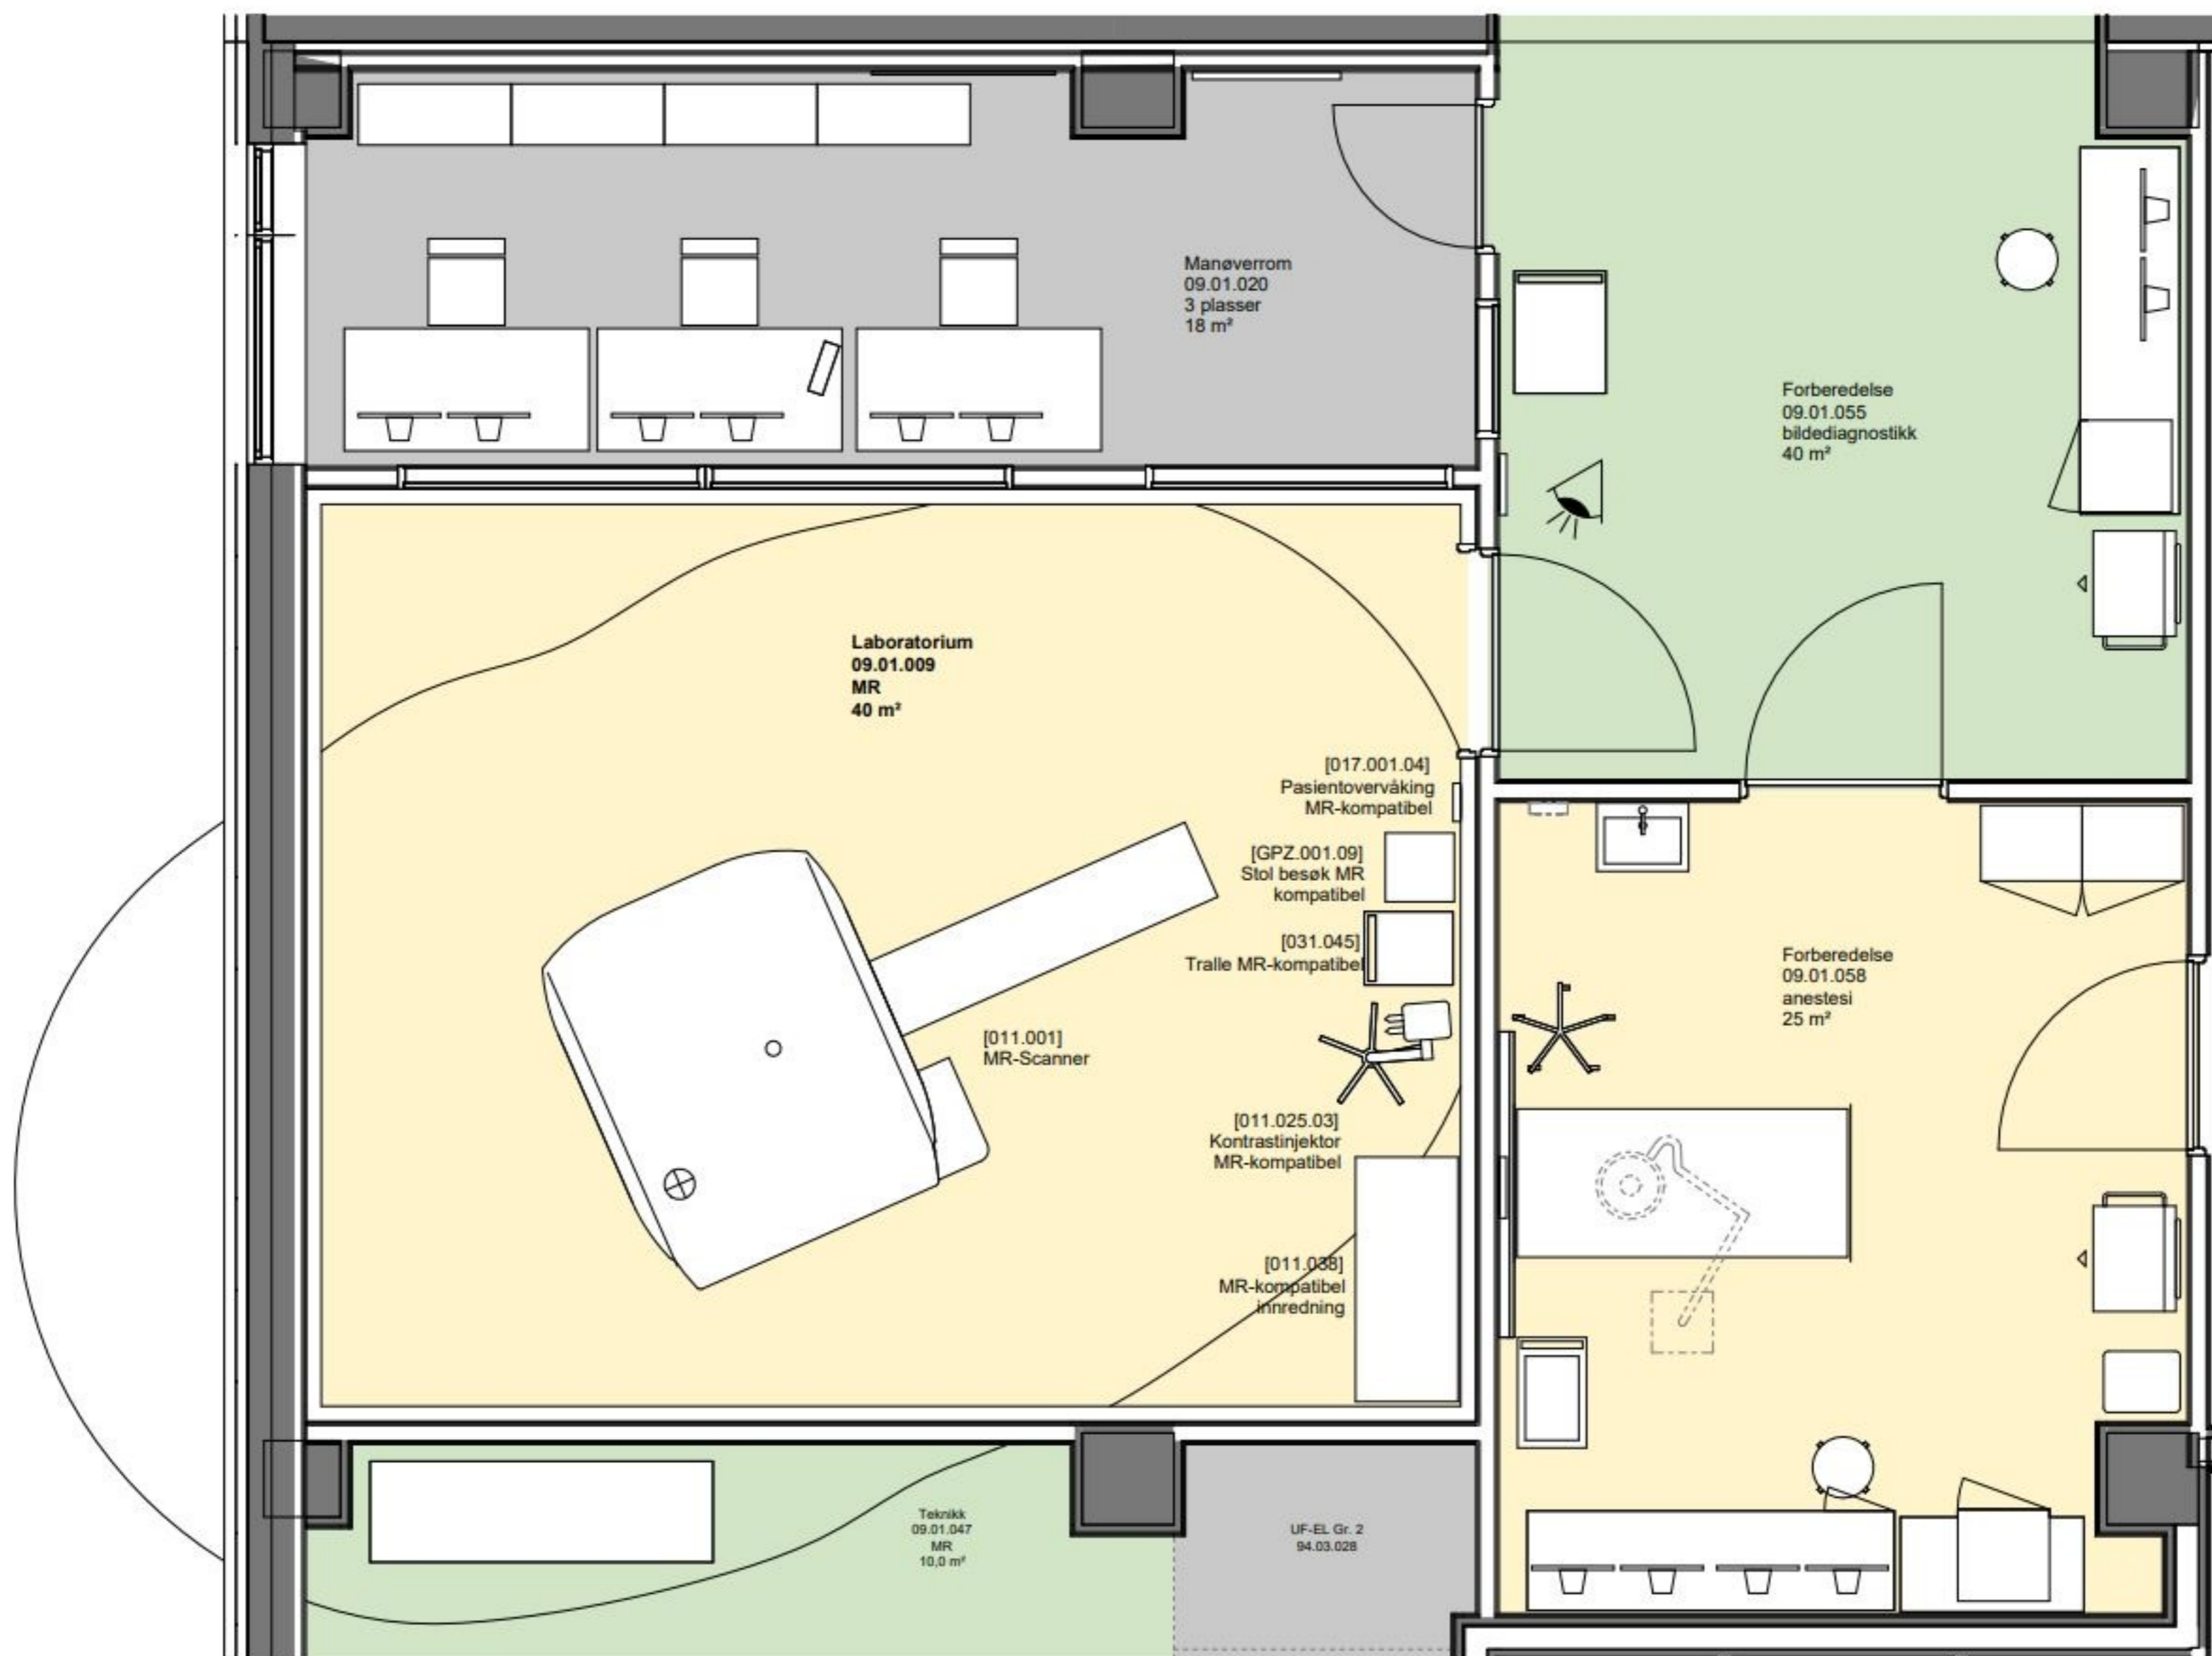 Manøverrom
09.01.020
3 plasser
18 m²
Forberedelse
09.01.055
bildediagnostikk
40 m²
Laboratorium
09.01.009
MR
40 m²
[017.001.04]
Pasientovervåking
MR-kompatibel
[GPZ.001.09]
Stol besøk MR
kompatibel
[031.045]
Tralle MR-kompatibel
[011.001]
MR-Scanner
[011.025.03]
Kontrastinjektor
MR-kompatibel
[011.038]
MR-kompatibel
innredning
Forberedelse
09.01.058
anestesi
25 m²
Teknikk
09.01.047
MR
10,0 m²
UF-EL Gr. 2
94.03.028